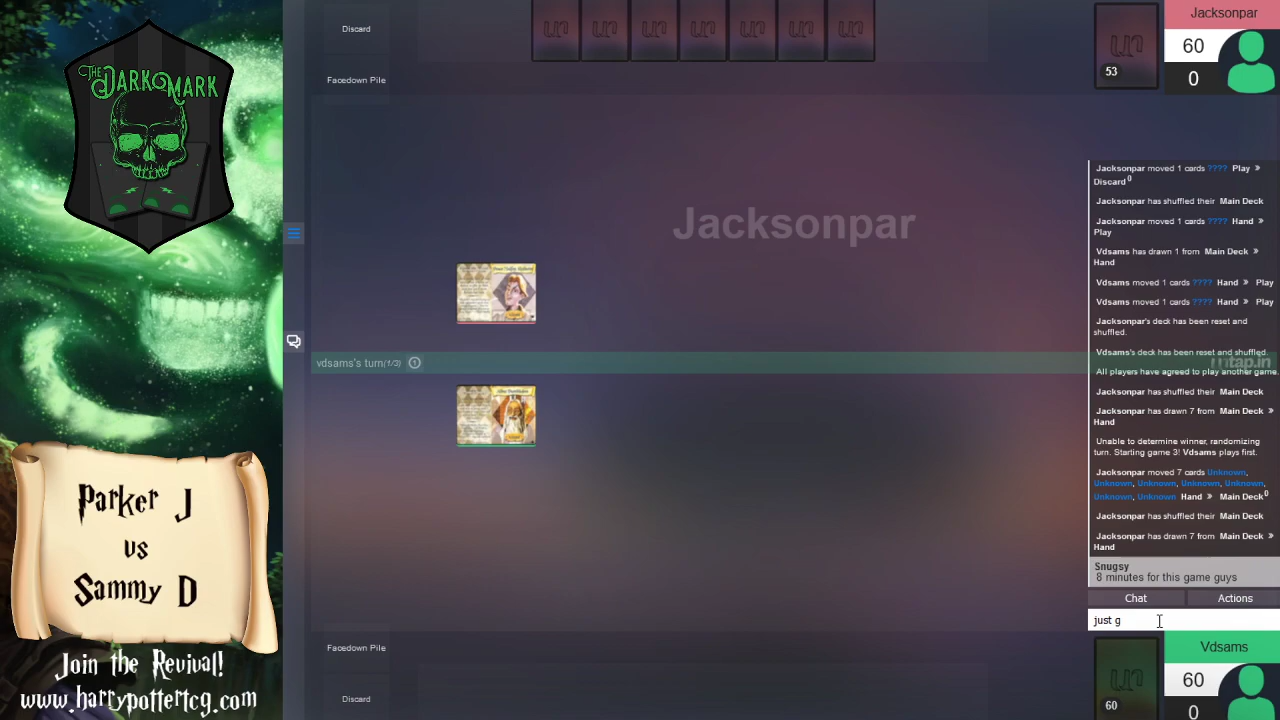 THE
DARK MARK
Parker J
vs
Sammy D
Join the Revival!
www.harrypottertcg.com
Discard
Facedown Pile
53
Jacksonpar
60
0
Jacksonpar
vdsams's turn(1/3)
untap.in
Jacksonpar moved 1 cards ???? Play »
Discard0
Jacksonpar has shuffled their Main Deck
Jacksonpar moved 1 cards ???? Hand »
Play
Vdsams has drawn 1 from Main Deck »
Hand
Vdsams moved 1 cards ???? Hand » Play
Vdsams moved 1 cards ???? Hand » Play
Jacksonpar's deck has been reset and
shuffled.
Vdsams's deck has been reset and shuffled.
All players have agreed to play another game.
Jacksonpar has shuffled their Main Deck
Jacksonpar has drawn 7 from Main Deck »
Hand
Unable to determine winner, randomizing
turn. Starting game 3! Vdsams plays first.
Jacksonpar moved 7 cards Unknown,
Unknown, Unknown, Unknown, Unknown,
Unknown, Unknown Hand » Main Deck0
Jacksonpar has shuffled their Main Deck
Jacksonpar has drawn 7 from Main Deck »
Hand
Snugsy
8 minutes for this game guys
Chat Actions
just g
Facedown Pile
Discard
60
Vdsams
60
0